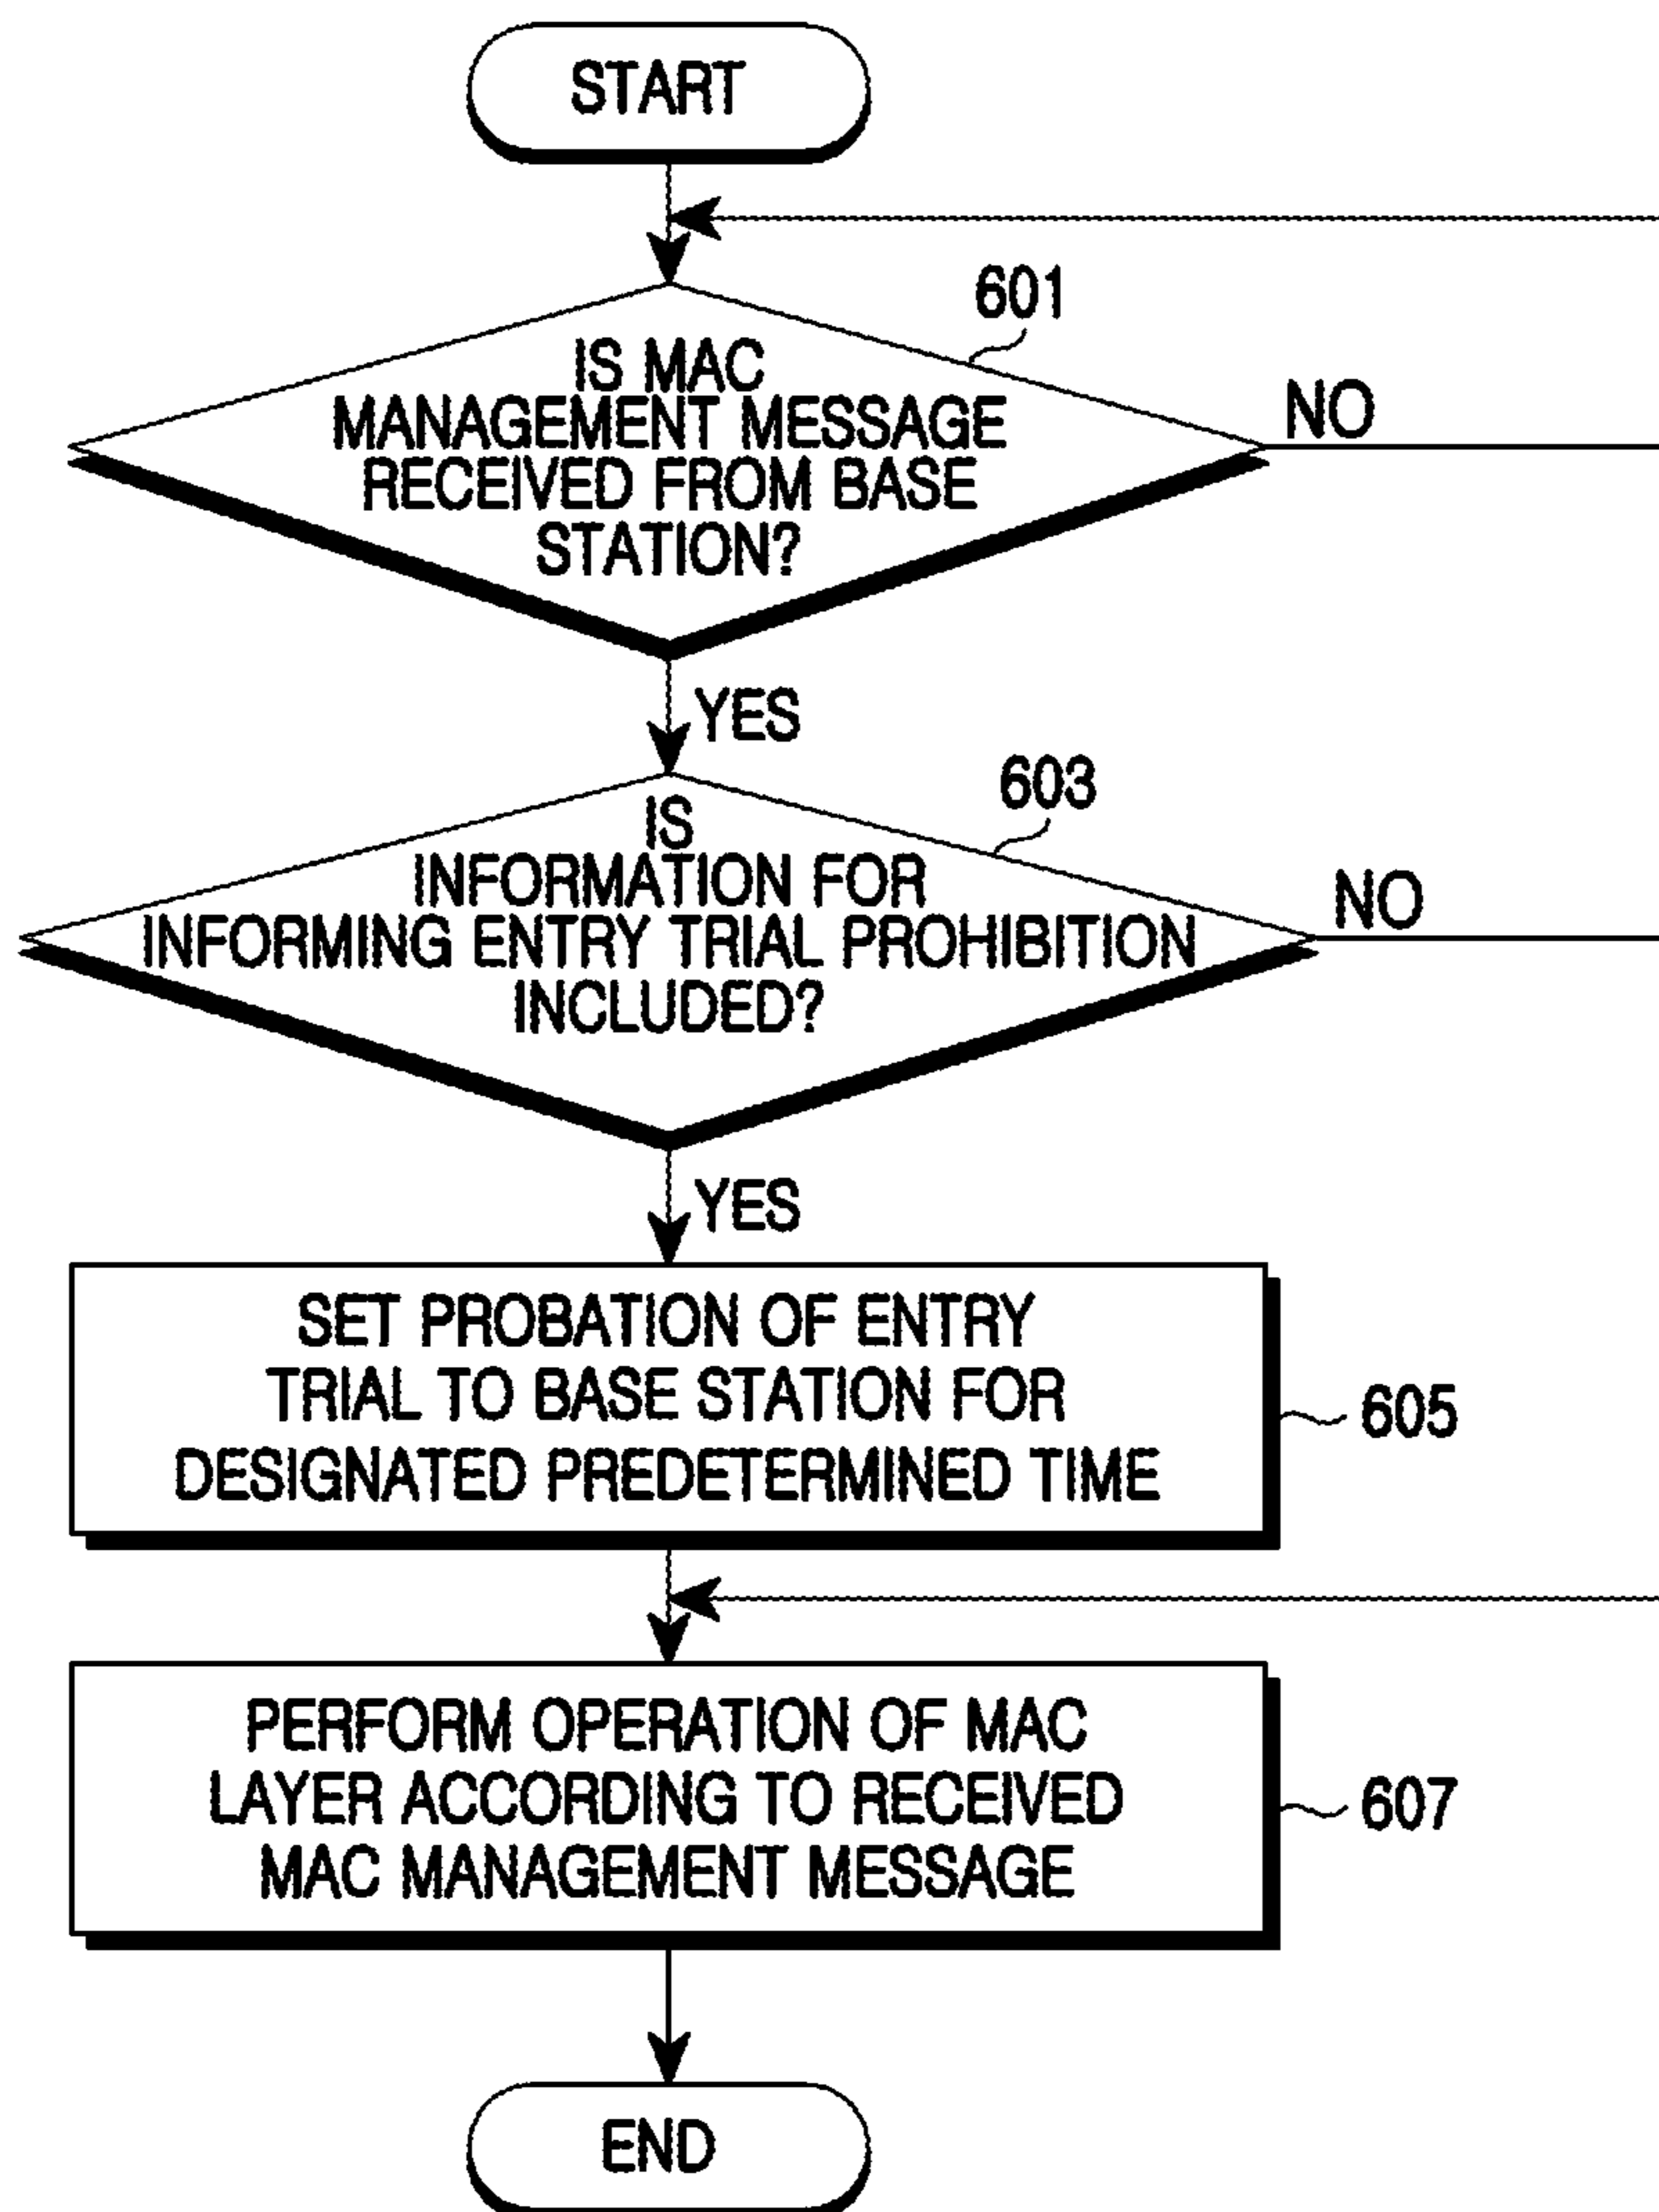 START
601
IS MAC
MANAGEMENT MESSAGE
RECEIVED FROM BASE
STATION?
NO
YES
603
IS
INFORMATION FOR
INFORMING ENTRY TRIAL PROHIBITION
INCLUDED?
NO
YES
SET PROBATION OF ENTRY
TRIAL TO BASE STATION FOR
DESIGNATED PREDETERMINED TIME
605
PERFORM OPERATION OF MAC
LAYER ACCORDING TO RECEIVED
MAC MANAGEMENT MESSAGE
607
END